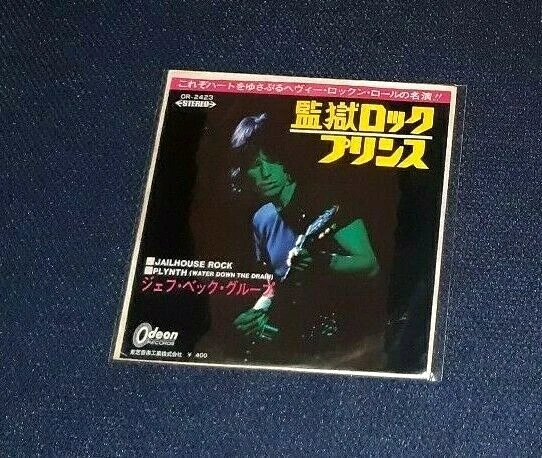 これぞハートをゆさぶるヘヴィー・ロックン・ロールの名演!!
OR-2423
STEREO
監獄ロック
プリンス
■JAILHOUSE ROCK
■PLYNTH (WATER DOWN THE DRAIN)
ジェフ・ベック・グループ
Odeon
RECORDS
東芝音楽工業株式会社 ¥ 400